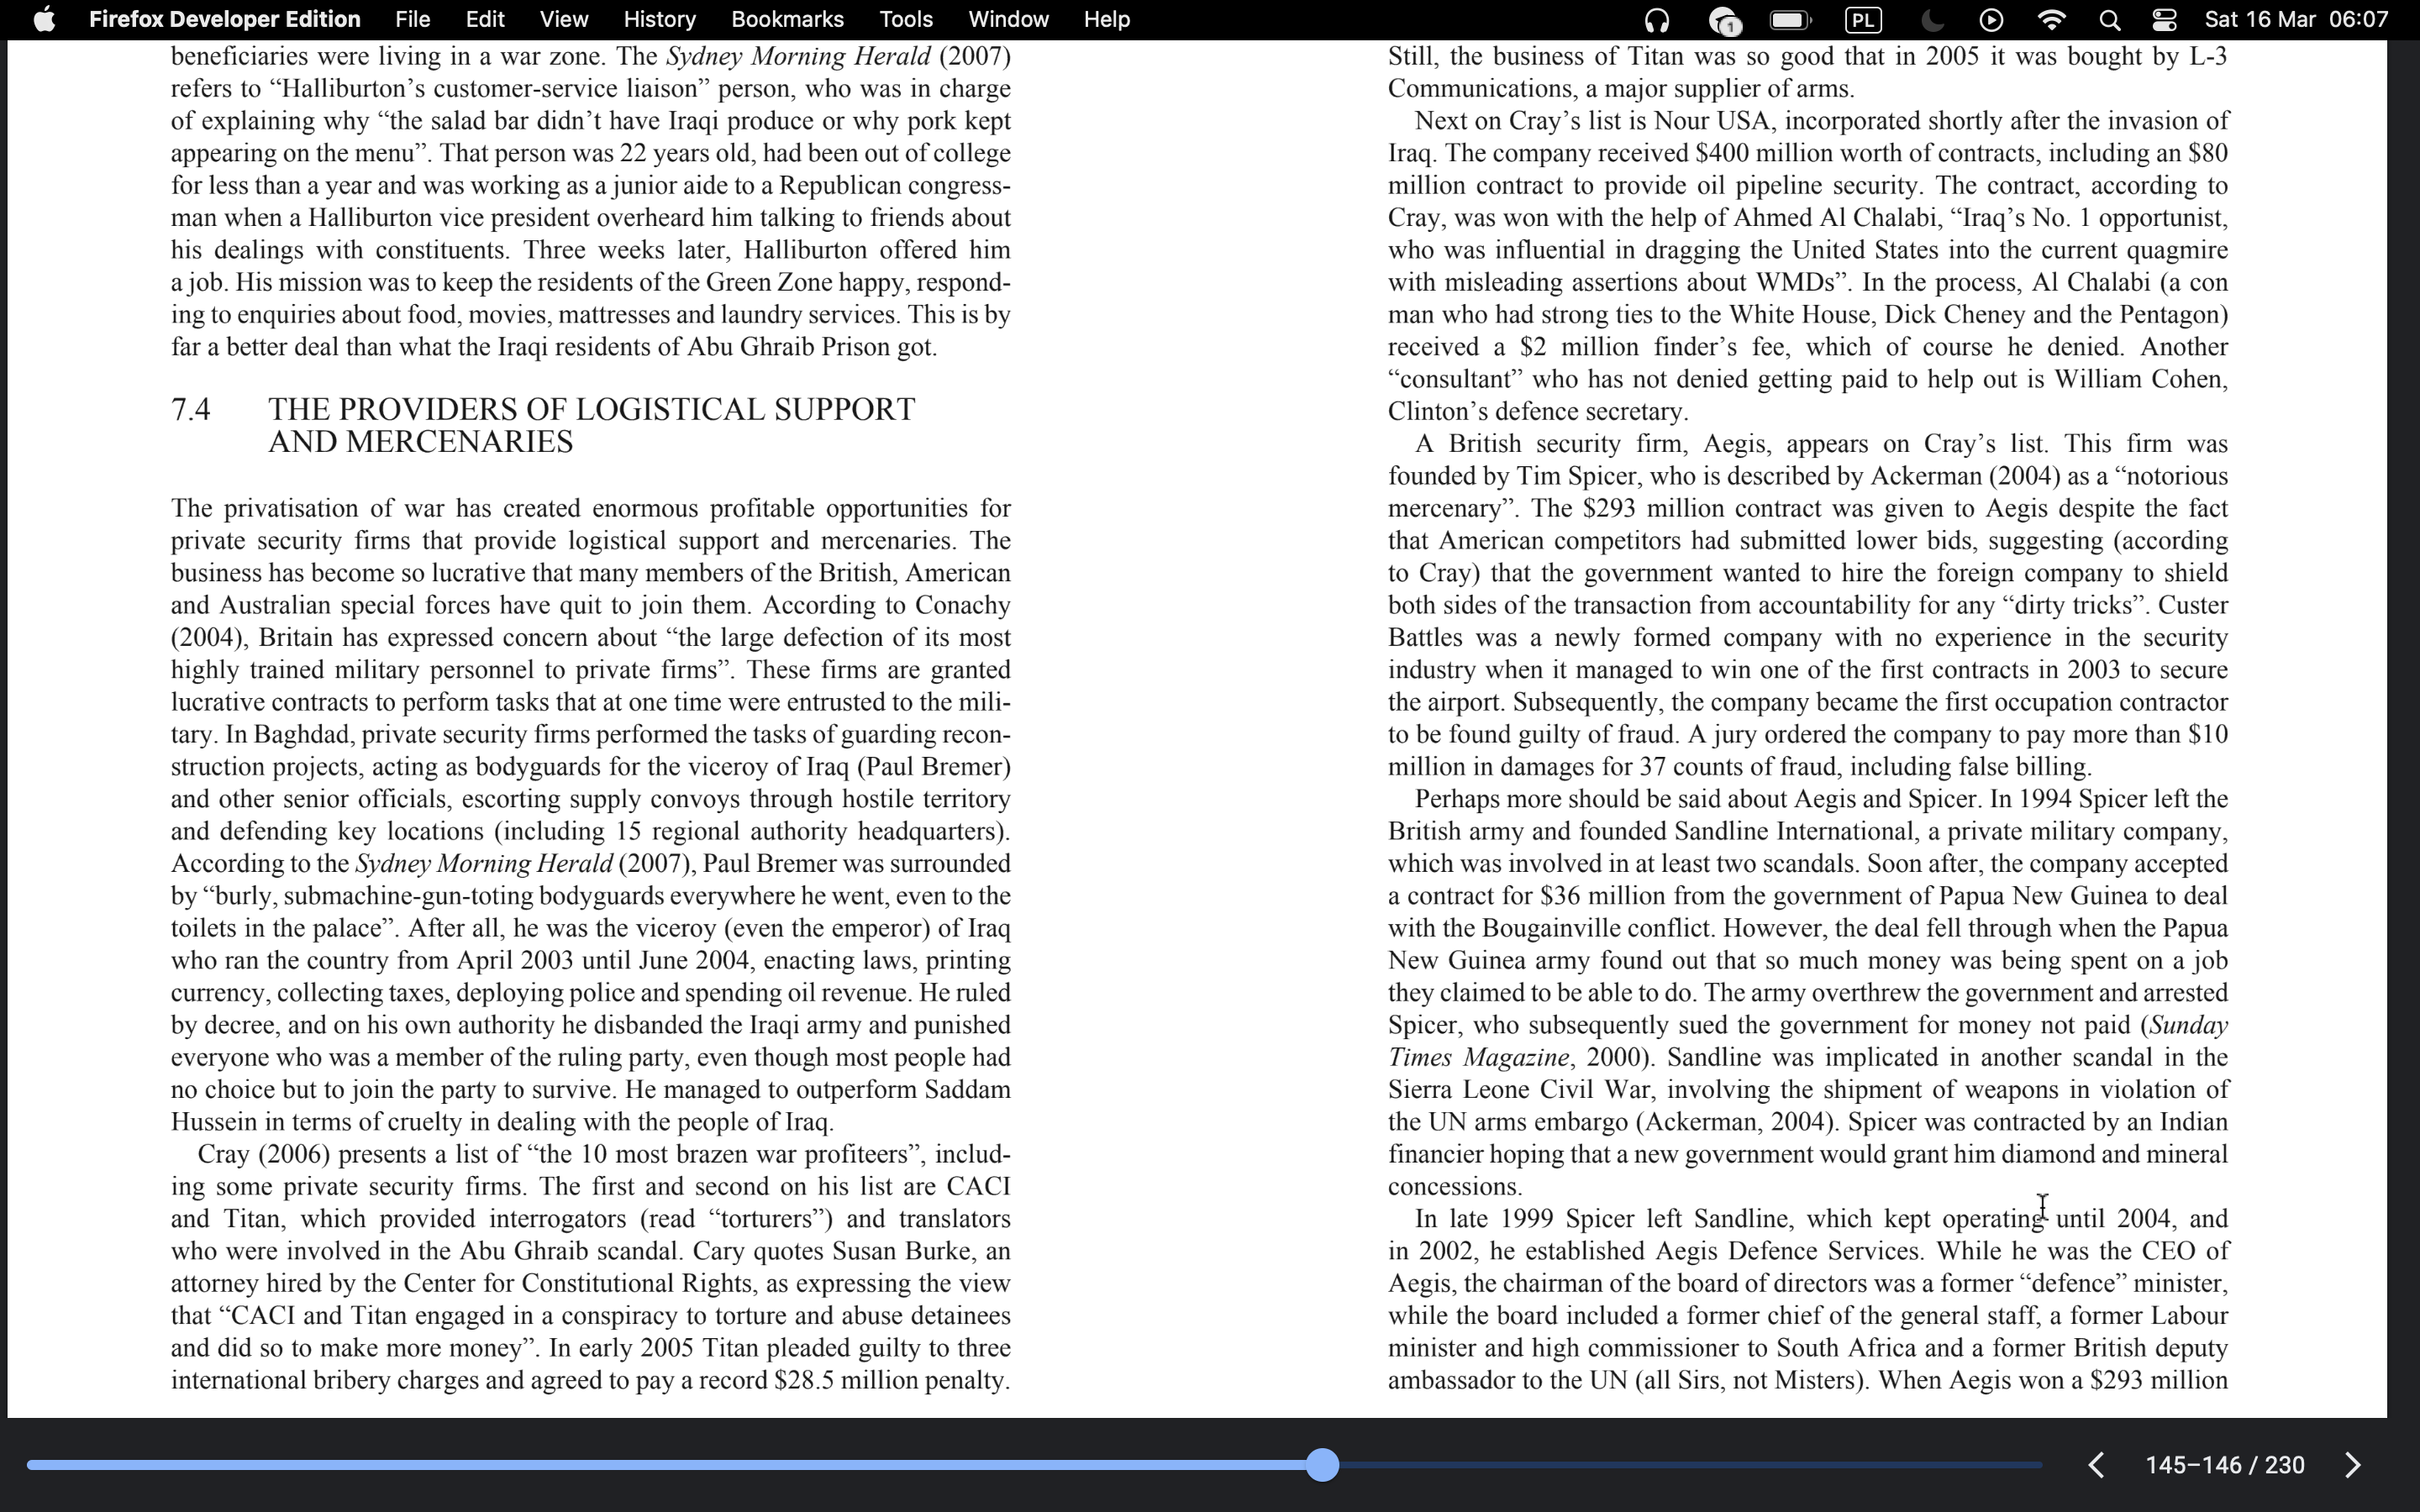 Firefox Developer Edition File Edit View History Bookmarks Tools Window Help 1 PL Sat 16 Mar 06:07
beneficiaries were living in a war zone. The Sydney Morning Herald (2007)
refers to “Halliburton’s customer-service liaison” person, who was in charge
of explaining why “the salad bar didn’t have Iraqi produce or why pork kept
appearing on the menu”. That person was 22 years old, had been out of college
for less than a year and was working as a junior aide to a Republican congress-
man when a Halliburton vice president overheard him talking to friends about
his dealings with constituents. Three weeks later, Halliburton offered him
a job. His mission was to keep the residents of the Green Zone happy, respond-
ing to enquiries about food, movies, mattresses and laundry services. This is by
far a better deal than what the Iraqi residents of Abu Ghraib Prison got.
7.4 THE PROVIDERS OF LOGISTICAL SUPPORT
AND MERCENARIES
The privatisation of war has created enormous profitable opportunities for
private security firms that provide logistical support and mercenaries. The
business has become so lucrative that many members of the British, American
and Australian special forces have quit to join them. According to Conachy
(2004), Britain has expressed concern about “the large defection of its most
highly trained military personnel to private firms”. These firms are granted
lucrative contracts to perform tasks that at one time were entrusted to the mili-
tary. In Baghdad, private security firms performed the tasks of guarding recon-
struction projects, acting as bodyguards for the viceroy of Iraq (Paul Bremer)
and other senior officials, escorting supply convoys through hostile territory
and defending key locations (including 15 regional authority headquarters).
According to the Sydney Morning Herald (2007), Paul Bremer was surrounded
by “burly, submachine-gun-toting bodyguards everywhere he went, even to the
toilets in the palace”. After all, he was the viceroy (even the emperor) of Iraq
who ran the country from April 2003 until June 2004, enacting laws, printing
currency, collecting taxes, deploying police and spending oil revenue. He ruled
by decree, and on his own authority he disbanded the Iraqi army and punished
everyone who was a member of the ruling party, even though most people had
no choice but to join the party to survive. He managed to outperform Saddam
Hussein in terms of cruelty in dealing with the people of Iraq.
Cray (2006) presents a list of “the 10 most brazen war profiteers”, includ-
ing some private security firms. The first and second on his list are CACI
and Titan, which provided interrogators (read “torturers”) and translators
who were involved in the Abu Ghraib scandal. Cary quotes Susan Burke, an
attorney hired by the Center for Constitutional Rights, as expressing the view
that “CACI and Titan engaged in a conspiracy to torture and abuse detainees
and did so to make more money”. In early 2005 Titan pleaded guilty to three
international bribery charges and agreed to pay a record $28.5 million penalty.
Still, the business of Titan was so good that in 2005 it was bought by L-3
Communications, a major supplier of arms.
Next on Cray’s list is Nour USA, incorporated shortly after the invasion of
Iraq. The company received $400 million worth of contracts, including an $80
million contract to provide oil pipeline security. The contract, according to
Cray, was won with the help of Ahmed Al Chalabi, “Iraq’s No. 1 opportunist,
who was influential in dragging the United States into the current quagmire
with misleading assertions about WMDs”. In the process, Al Chalabi (a con
man who had strong ties to the White House, Dick Cheney and the Pentagon)
received a $2 million finder’s fee, which of course he denied. Another
“consultant” who has not denied getting paid to help out is William Cohen,
Clinton’s defence secretary.
A British security firm, Aegis, appears on Cray’s list. This firm was
founded by Tim Spicer, who is described by Ackerman (2004) as a “notorious
mercenary”. The $293 million contract was given to Aegis despite the fact
that American competitors had submitted lower bids, suggesting (according
to Cray) that the government wanted to hire the foreign company to shield
both sides of the transaction from accountability for any “dirty tricks”. Custer
Battles was a newly formed company with no experience in the security
industry when it managed to win one of the first contracts in 2003 to secure
the airport. Subsequently, the company became the first occupation contractor
to be found guilty of fraud. A jury ordered the company to pay more than $10
million in damages for 37 counts of fraud, including false billing.
Perhaps more should be said about Aegis and Spicer. In 1994 Spicer left the
British army and founded Sandline International, a private military company,
which was involved in at least two scandals. Soon after, the company accepted
a contract for $36 million from the government of Papua New Guinea to deal
with the Bougainville conflict. However, the deal fell through when the Papua
New Guinea army found out that so much money was being spent on a job
they claimed to be able to do. The army overthrew the government and arrested
Spicer, who subsequently sued the government for money not paid (Sunday
Times Magazine, 2000). Sandline was implicated in another scandal in the
Sierra Leone Civil War, involving the shipment of weapons in violation of
the UN arms embargo (Ackerman, 2004). Spicer was contracted by an Indian
financier hoping that a new government would grant him diamond and mineral
concessions.
In late 1999 Spicer left Sandline, which kept operating until 2004, and
in 2002, he established Aegis Defence Services. While he was the CEO of
Aegis, the chairman of the board of directors was a former “defence” minister,
while the board included a former chief of the general staff, a former Labour
minister and high commissioner to South Africa and a former British deputy
ambassador to the UN (all Sirs, not Misters). When Aegis won a $293 million
145–146 / 230